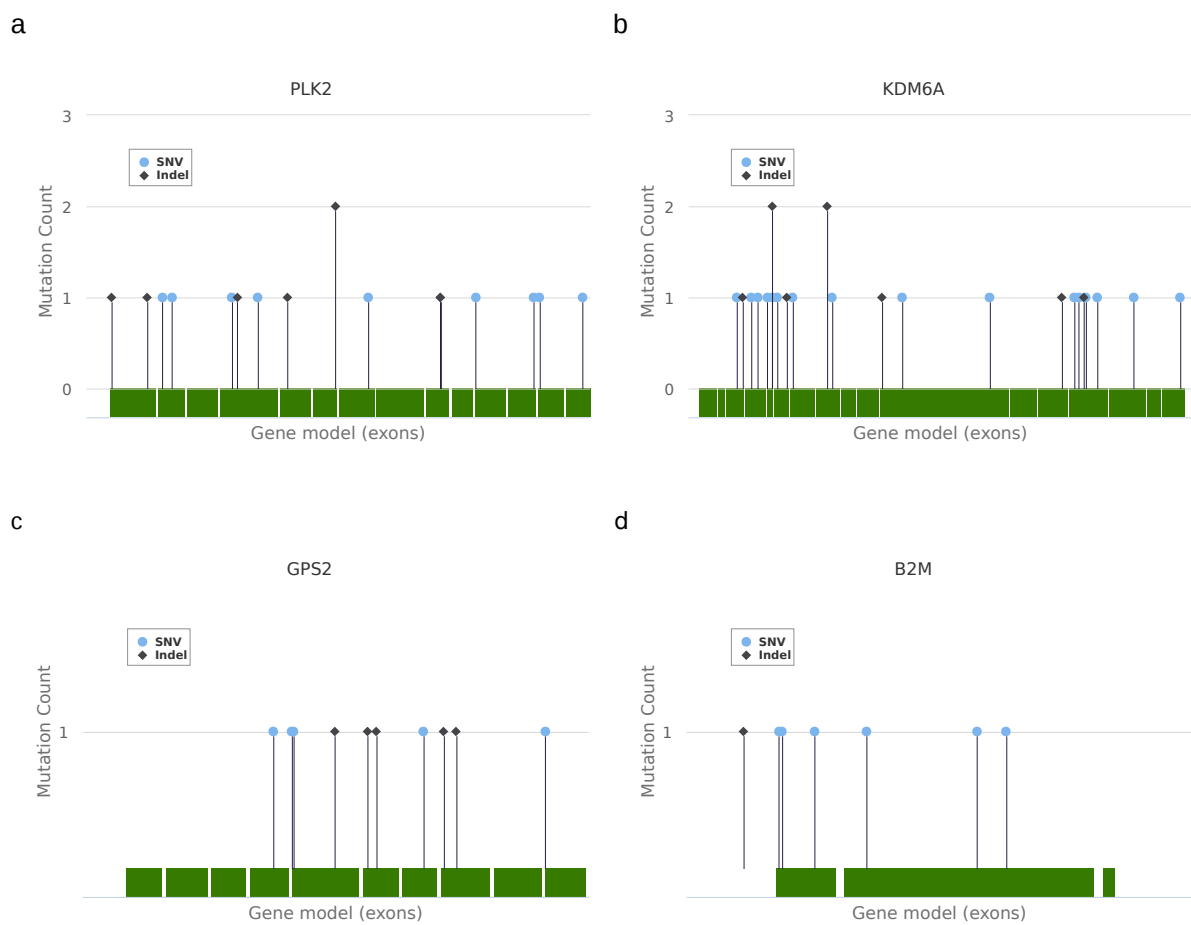 a
PLK2
3
2
1
0
Mutation Count
SNV
Indel
Gene model (exons)
b
KDM6A
3
2
1
0
Mutation Count
SNV
Indel
Gene model (exons)
c
GPS2
1
Mutation Count
SNV
Indel
Gene model (exons)
d
B2M
1
Mutation Count
SNV
Indel
Gene model (exons)